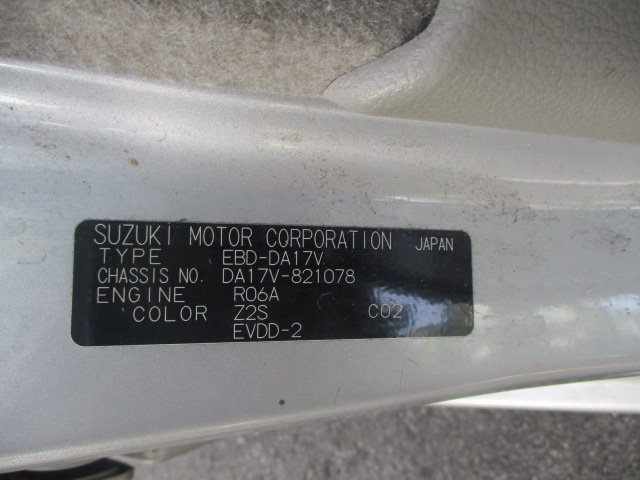 SUZUKI MOTOR CORPORATION JAPAN
TYPE EBD-DA17V
CHASSIS NO. DA17V-821078
ENGINE R06A
COLOR Z2S C02
EVDD-2